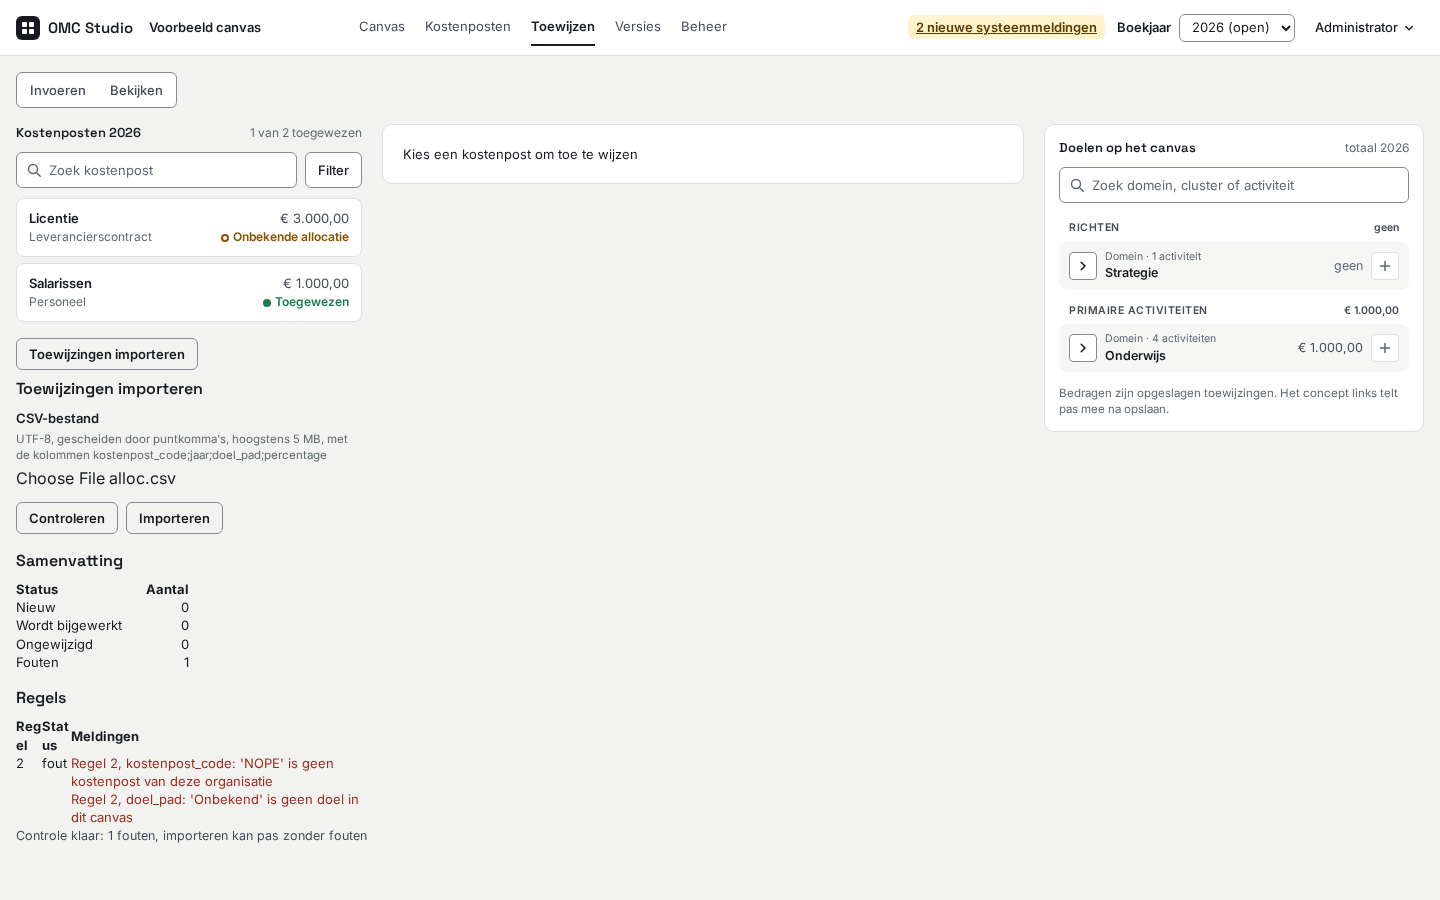 OMC Studio
Voorbeeld canvas
Canvas
Kostenposten
Toewijzen
Versies
Beheer
2 nieuwe systeemmeldingen
Boekjaar
2026 (open)
Administrator
Invoeren
Bekijken
Kostenposten 2026
1 van 2 toegewezen
Zoek kostenpost
Filter
Licentie
€ 3.000,00
Leverancierscontract
Onbekende allocatie
Salarissen
€ 1.000,00
Personeel
Toegewezen
Toewijzingen importeren
Toewijzingen importeren
CSV-bestand
UTF-8, gescheiden door puntkomma's, hoogstens 5 MB, met
de kolommen kostenpost_code;jaar;doel_pad;percentage
Choose File alloc.csv
Controleren
Importeren
Samenvatting
Status Aantal
Nieuw 0
Wordt bijgewerkt 0
Ongewijzigd 0
Fouten 1
Regels
Regel Status Meldingen
2 fout Regel 2, kostenpost_code: 'NOPE' is geen
kostenpost van deze organisatie
Regel 2, doel_pad: 'Onbekend' is geen doel in
dit canvas
Controle klaar: 1 fouten, importeren kan pas zonder fouten
Kies een kostenpost om toe te wijzen
Doelen op het canvas
totaal 2026
Zoek domein, cluster of activiteit
RICHTEN
geen
Domein · 1 activiteit
Strategie
geen
PRIMAIRE ACTIVITEITEN
€ 1.000,00
Domein · 4 activiteiten
Onderwijs
€ 1.000,00
Bedragen zijn opgeslagen toewijzingen. Het concept links telt
pas mee na opslaan.